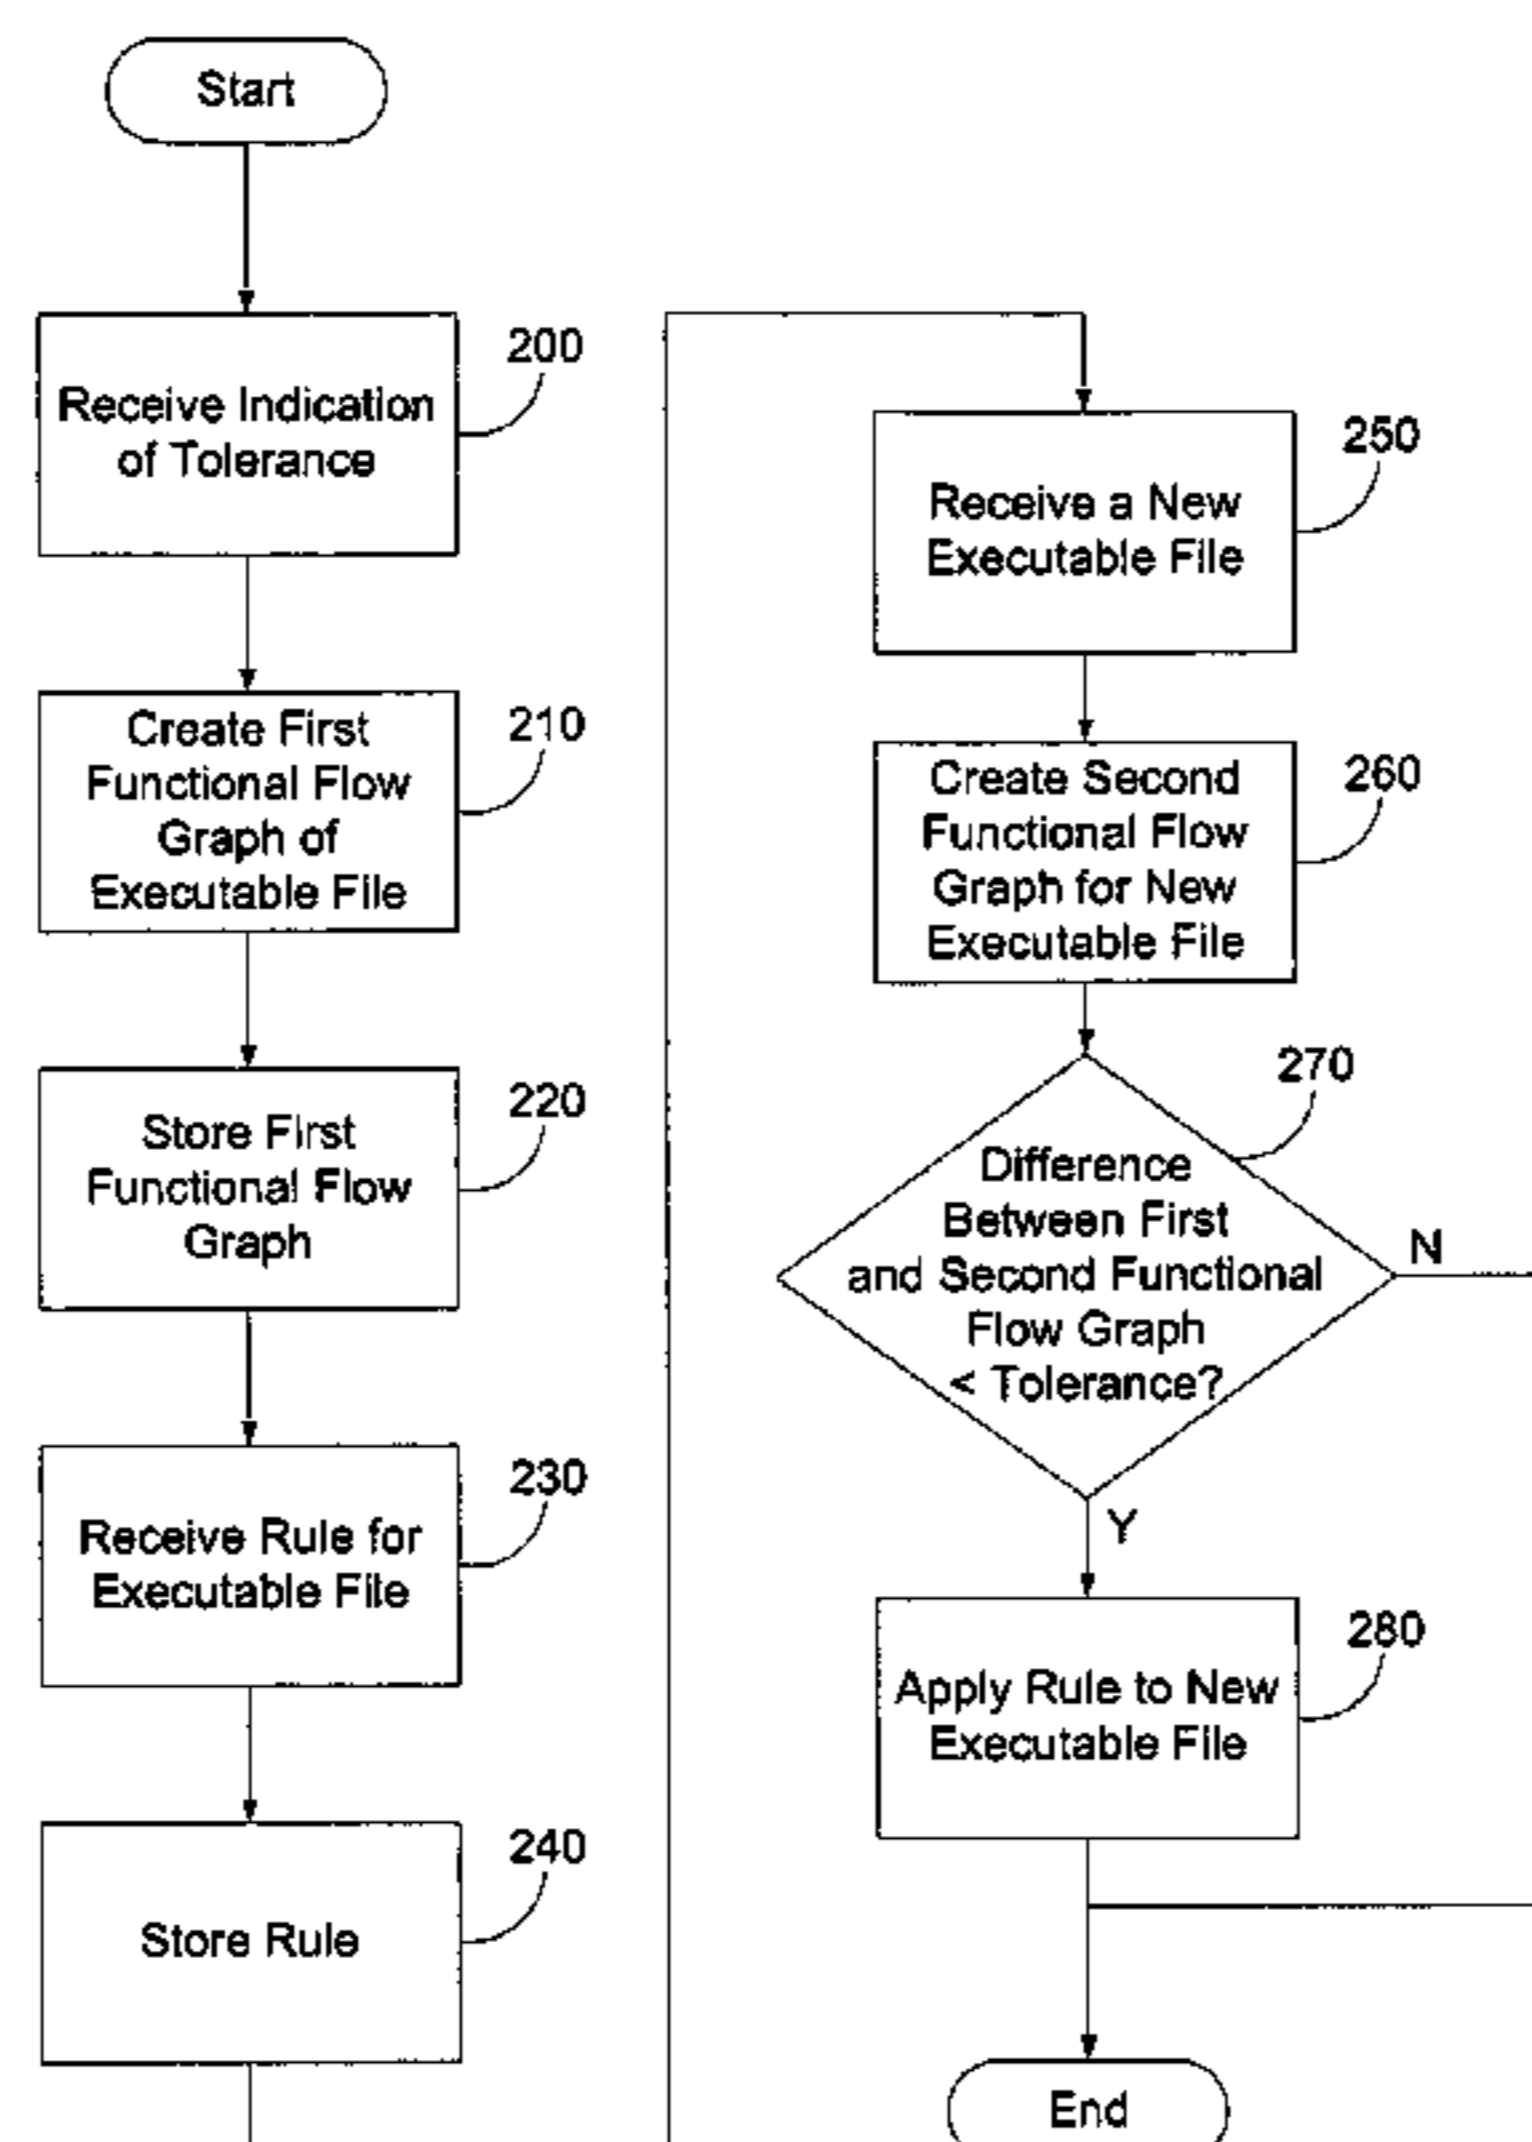 Start
200
Receive Indication
of Tolerance
210
Create First
Functional Flow
Graph of
Executable File
220
Store First
Functional Flow
Graph
230
Receive Rule for
Executable File
240
Store Rule
250
Receive a New
Executable File
260
Create Second
Functional Flow
Graph for New
Executable File
270
Difference
Between First
and Second Functional
Flow Graph
< Tolerance?
N
Y
280
Apply Rule to New
Executable File
End